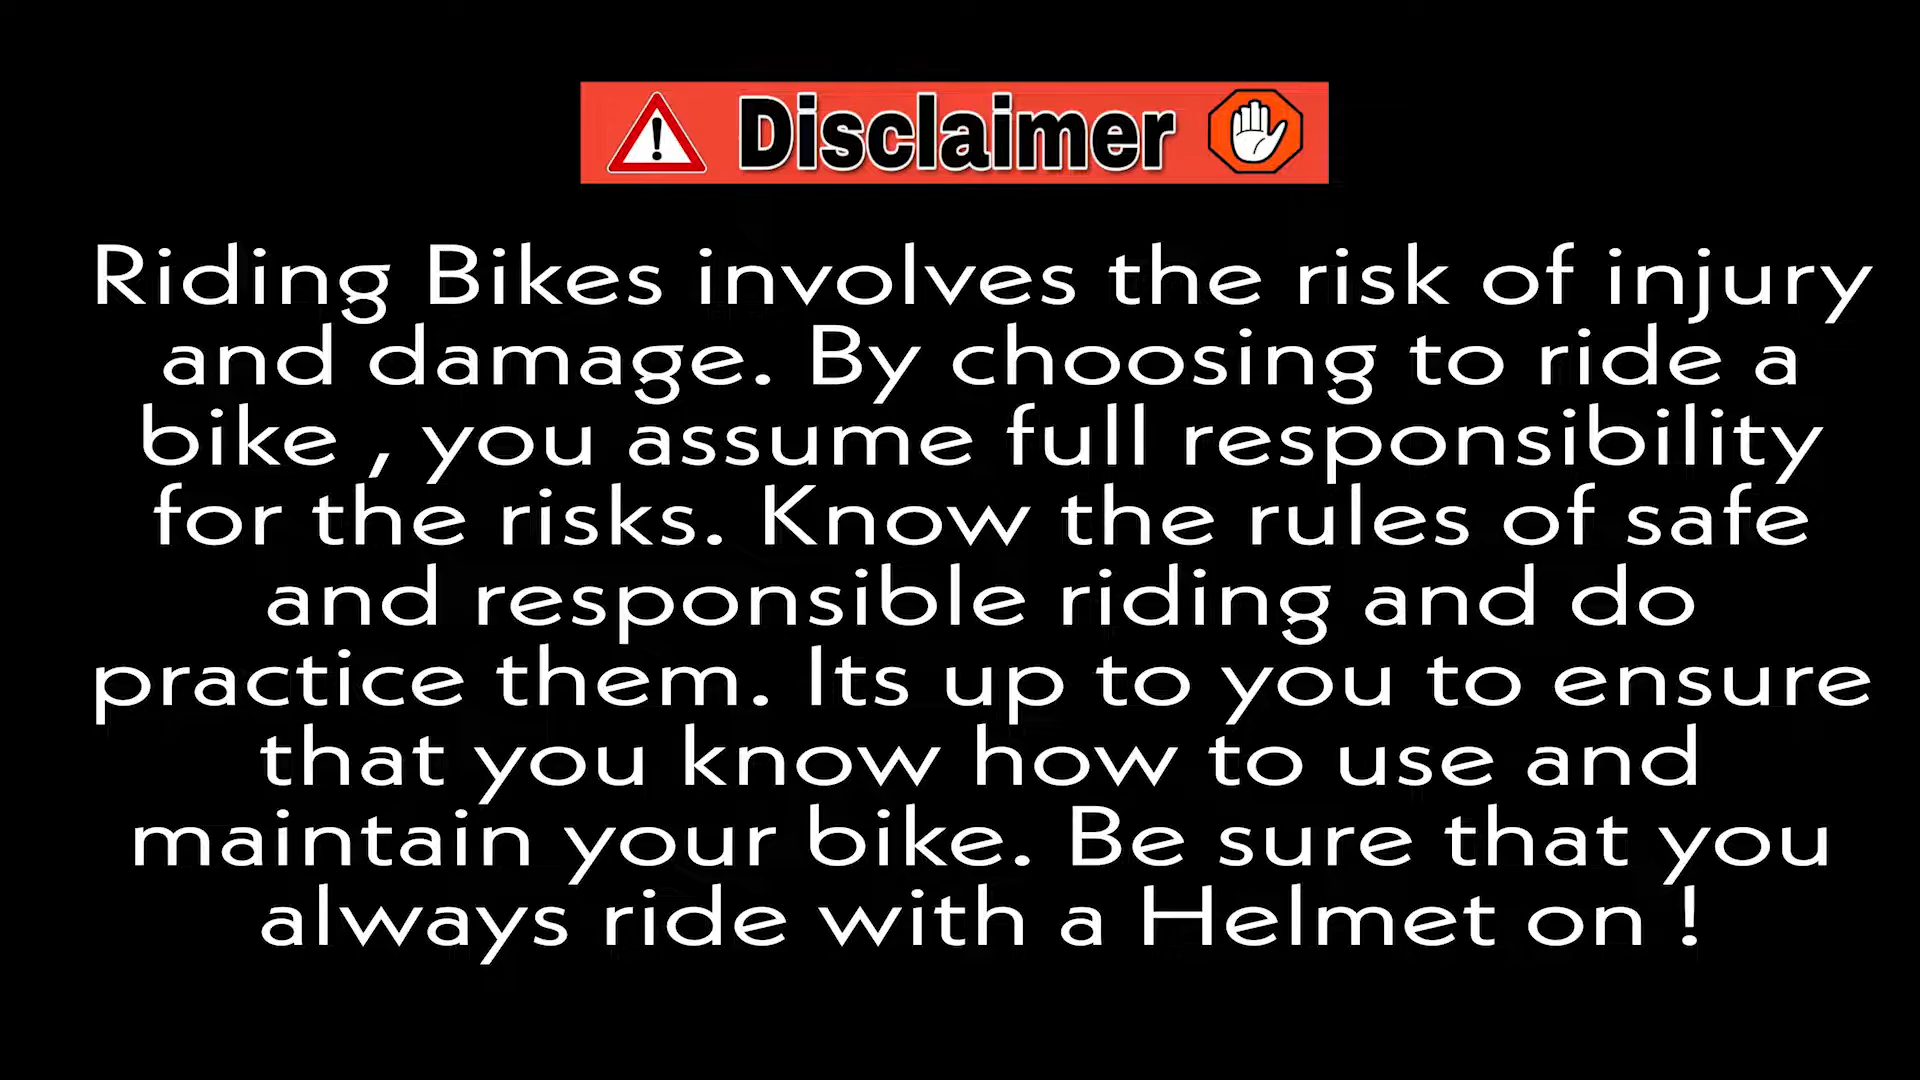 Disclaimer
Riding Bikes involves the risk of injury
and damage. By choosing to ride a
bike , you assume full responsibility
for the risks. Know the rules of safe
and responsible riding and do
practice them. Its up to you to ensure
that you know how to use and
maintain your bike. Be sure that you
always ride with a Helmet on !